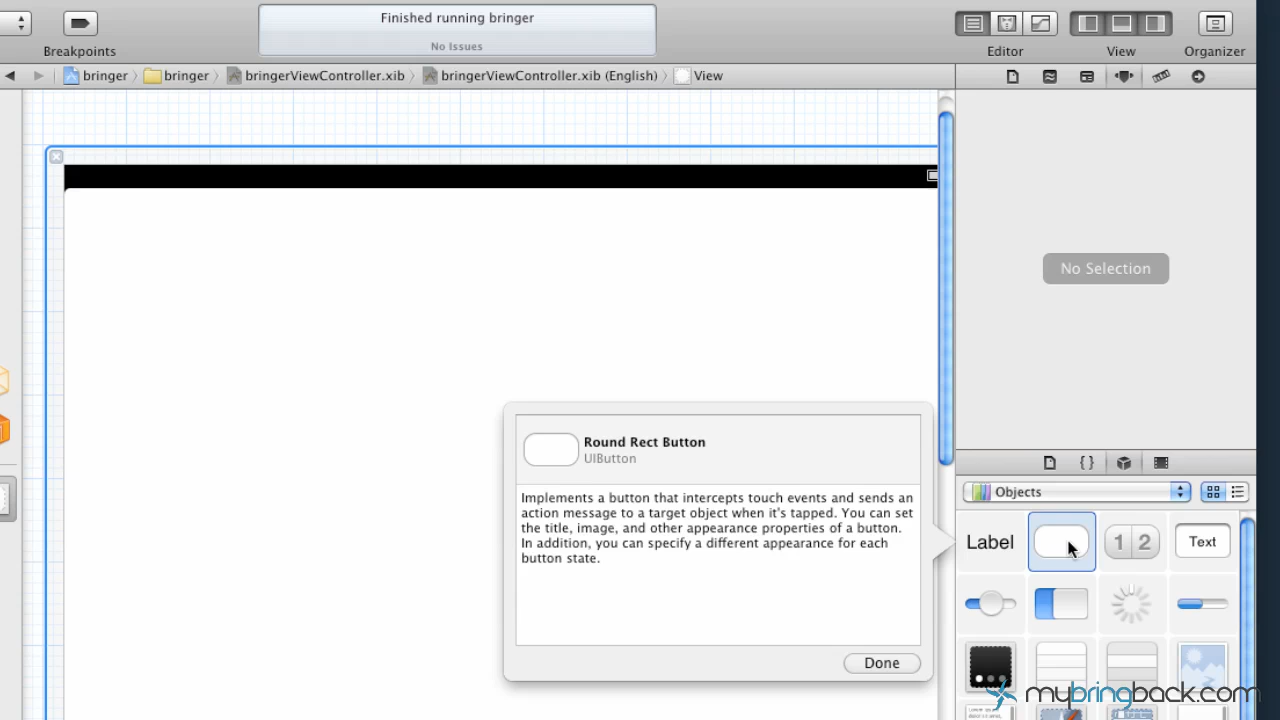 Finished running bringer
No Issues
Breakpoints
Editor
View
Organizer
bringer
bringer
bringerViewController.xib
bringerViewController.xib (English)
View
No Selection
Round Rect Button
UIButton
Implements a button that intercepts touch events and sends an
action message to a target object when it's tapped. You can set
the title, image, and other appearance properties of a button.
In addition, you can specify a different appearance for each
button state.
Done
{ }
Objects
Label
1 2
Text
mybringback.com